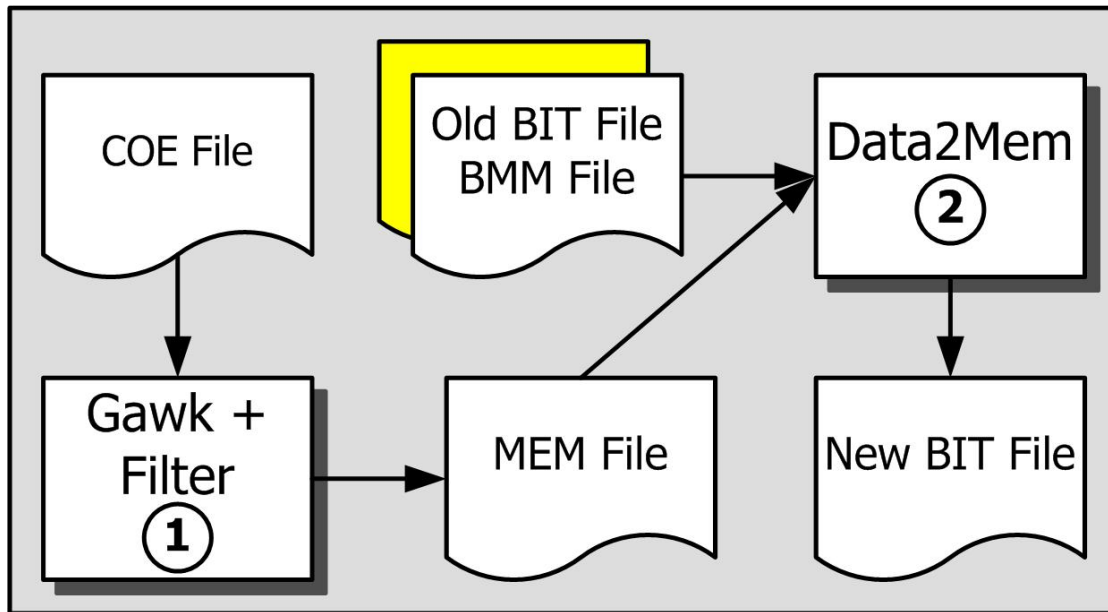 COE File
Old BIT File
BMM File
Data2Mem
2
Gawk +
Filter
1
MEM File
New BIT File